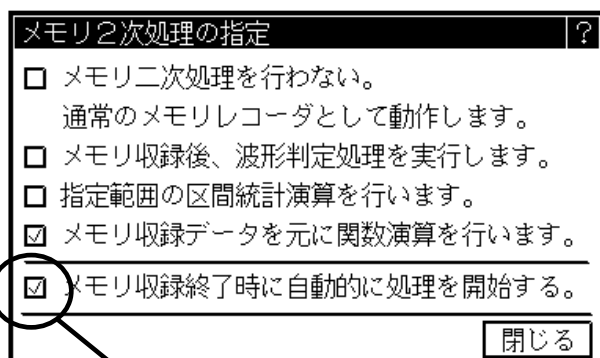 メモリ2次処理の指定 ?
メモリ二次処理を行わない。
通常のメモリレコーダとして動作します。
メモリ収録後、波形判定処理を実行します。
指定範囲の区間統計演算を行います。
メモリ収録データを元に関数演算を行います。
メモリ収録終了時に自動的に処理を開始する。
閉じる